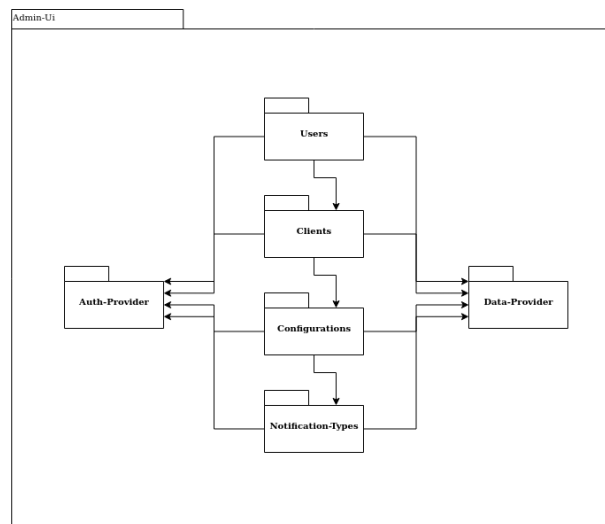 Admin-Ui
Users
Clients
Auth-Provider
Data-Provider
Configurations
Notification-Types